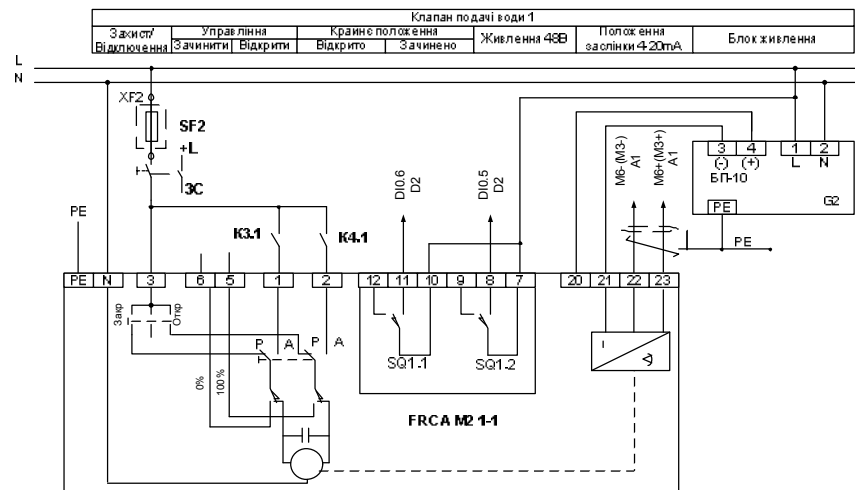 Клапан подачі води 1
Захист/ Відключення
Управління
Зачинити Відкрити
Крайнє положення
Відкрито Зачинено
Живлення 48В
Положення заслінки 4-20mA
Блок живлення
L
N
XF2
SF2
+L
3C
PE
К3.1
К4.1
DI0.6 D2
DI0.5 D2
M6-(M3-) A1
M6+(M3+) A1
3 4 1 2
(-) (+) L N
БП-10
G2
PE
PE
PE N 3 6 5 1 2 12 11 10 9 8 7 20 21 22 23
Закр
Откр
P A P A
0%
100%
SQ1-1
SQ1-2
I
FRCA M2 1-1